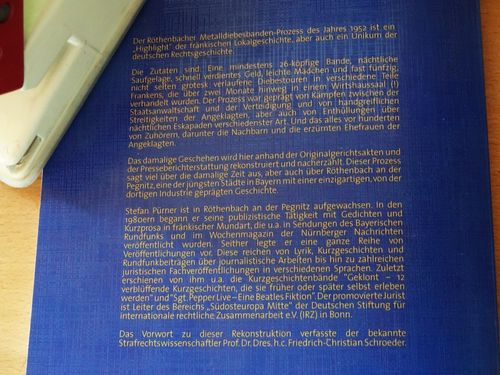 Der Röthenbacher Metalldiebesbanden-Prozess des Jahres 1952 ist ein
„Highlight" der fränkischen Lokalgeschichte, aber auch ein Unikum der
deutschen Rechtsgeschichte.
Die Zutaten sind: Eine mindestens 26-köpfige Bande, nächtliche
Saufgelage, schnell verdientes Geld, leichte Mädchen und fast fünfzig,
nicht selten grotesk verlaufene Diebestouren in verschiedene Teile
Frankens, die über zwei Monate hinweg in einem Wirtshaussaal (!)
verhandelt wurden. Der Prozess war geprägt von Kämpfen zwischen der
Staatsanwaltschaft und der Verteidigung und von handgreiflichen
Streitigkeiten der Angeklagten, aber auch von Enthüllungen über
nächtlichen Eskapaden verschiedenster Art. Und das alles vor hunderten
von Zuhörern, darunter die Nachbarn und die erzürnten Ehefrauen der
Angeklagten.
Das damalige Geschehen wird hier anhand der Originalgerichtsakten und
der Presseberichterstattung rekonstruiert und nacherzählt. Dieser Prozess
sagt viel über die damalige Zeit aus, aber auch über Röthenbach an der
Pegnitz, eine der jüngsten Städte in Bayern mit einer einzigartigen, von der
dortigen Industrie geprägten Geschichte.
Stefan Pürner ist in Röthenbach an der Pegnitz aufgewachsen. In den
1980ern begann er seine publizistische Tätigkeit mit Gedichten und
Kurzprosa in fränkischer Mundart, die u.a. in Sendungen des Bayerischen
Rundfunks und im Wochenmagazin der Nürnberger Nachrichten
veröffentlicht wurden. Seither legte er eine ganze Reihe von
Veröffentlichungen vor. Diese reichen von Lyrik, Kurzgeschichten und
Rundfunkbeiträgen über journalistische Arbeiten bis hin zu zahlreichen
juristischen Fachveröffentlichungen in verschiedenen Sprachen. Zuletzt
erschienen von ihm u.a. die Kurzgeschichtenbände "Geklont – 12
verblüffende Kurzgeschichten, die sie früher oder später selbst erleben
werden" und "Sgt. Pepper Live – Eine Beatles Fiktion". Der promovierte Jurist
ist Leiter des Bereichs „Südosteuropa Mitte" der Deutschen Stiftung für
internationale rechtliche Zusammenarbeit e.V. (IRZ) in Bonn.
Das Vorwort zu dieser Rekonstruktion verfasste der bekannte
Strafrechtswissenschaftler Prof. Dr. Dres. h.c. Friedrich-Christian Schroeder.